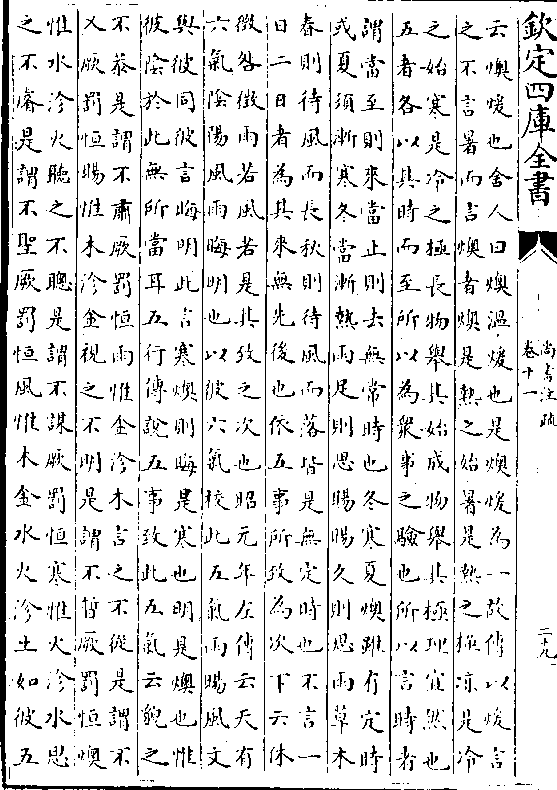 欽定四庫全書
尚書注疏
卷十一
二十九
云燠煖也舍人曰燠溫煖也是燠煖為一故傳以煖言
之不言暑而言燠者燠是熱之始暑是熱之極涼是冷
之始寒是冷之極長物舉其始成物舉其極理宜然也
五者各以其時而至所以為衆事之驗也所以言時者
謂當至則來當止則去無常時也冬寒夏燠雖有定時
或夏須漸寒冬當漸熱雨足則思暘暘久則思雨草木
春則待風而長秋則待風而落皆是無定時也不言一
曰二曰者為其來無先後也依五事所致為次下云休
徵咎徵雨若風若是其致之次也昭元年左傳云天有
六氣陰陽風雨晦明也以彼六氣校此五氣雨暘風文
與彼同彼言晦明此言寒燠則晦是寒也明是燠也惟
彼陰於此無所當耳五行傳說五事致此五氣云貌之
不恭是謂不肅厥罰恒雨惟金沴木言之不從是謂不
乂厥罰恒暘惟木沴金視之不明是謂不晢厥罰恒燠
惟水沴火聽之不聰是謂不謀厥罰恒寒惟火沴水思
之不睿是謂不聖厥罰恒風惟木金水火沴土如彼五